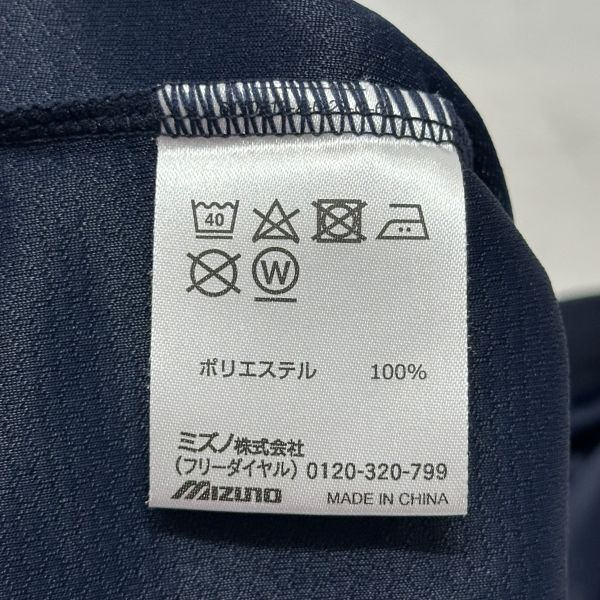 40
W
ポリエステル 100%
ミズノ株式会社
(フリーダイヤル) 0120-320-799
MIZUNO MADE IN CHINA